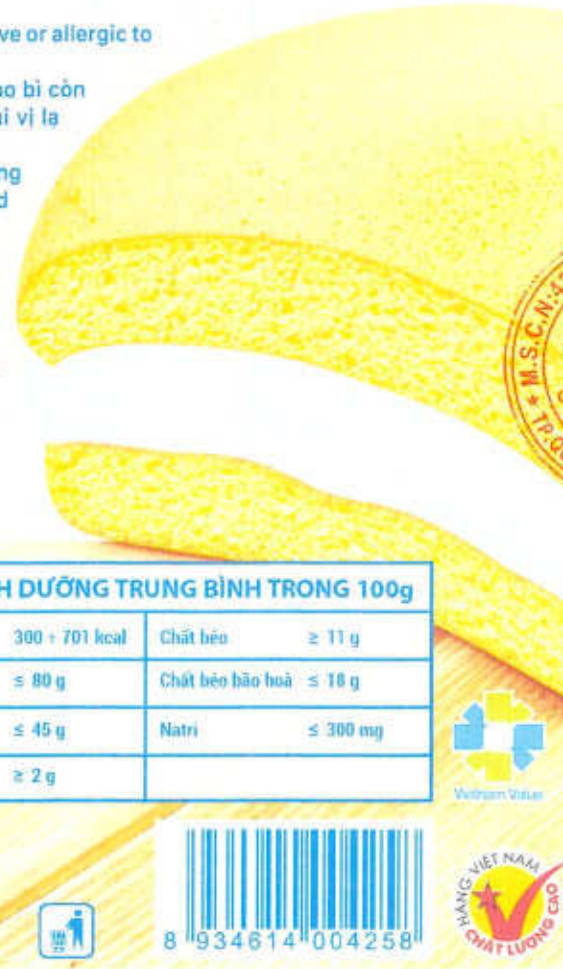 ve or allergic to
o bì còn
i vị lạ
ng
d
M.S.C.N:
H DƯỠNG TRUNG BÌNH TRONG 100g
300 ÷ 701 kcal Chất béo ≥ 11 g
≤ 80 g Chất béo bão hoà ≤ 18 g
≤ 45 g Natri ≤ 300 mg
≥ 2 g
Vietnam Value
HÀNG VIỆT NAM
CHẤT LƯỢNG CAO
8 934614 004258